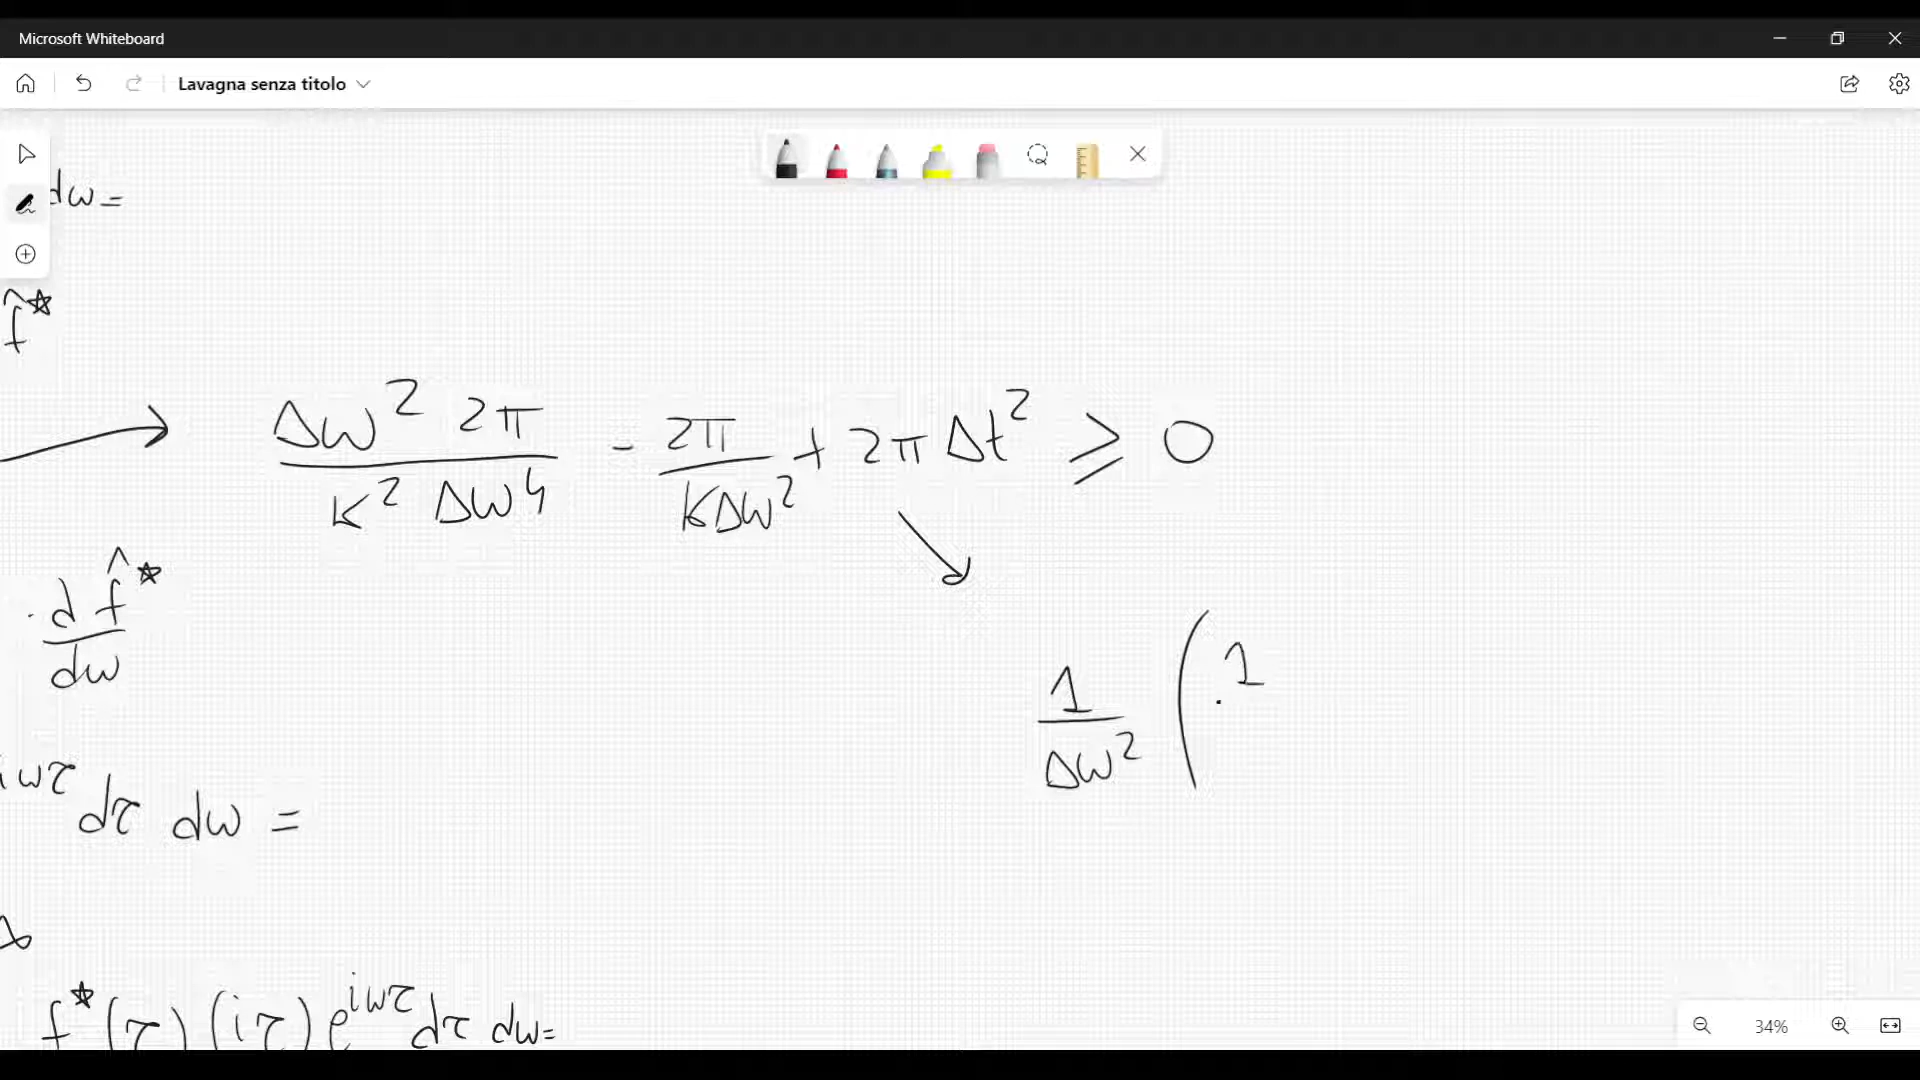 Microsoft Whiteboard
Lavagna senza titolo
dω =
f̂*
Δω² 2π / K² Δω⁴ - 2π / KΔω² + 2π Δt² ≥ 0
· d f̂* / dω
iωτ dτ dω =
1 / Δω² ( 1
f*(τ) (iτ) e^iωτ dτ dω =
34%